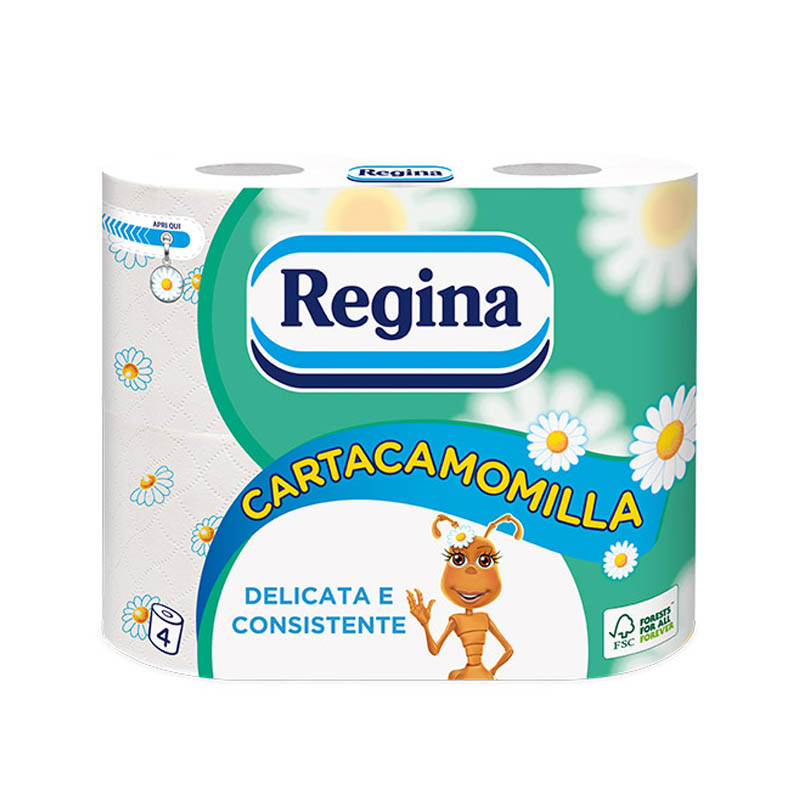 Regina
APRI QUI
Regina
CARTACAMOMILLA
DELICATA E
CONSISTENTE
4
FSC
FORESTS
FOR ALL
FOREVER